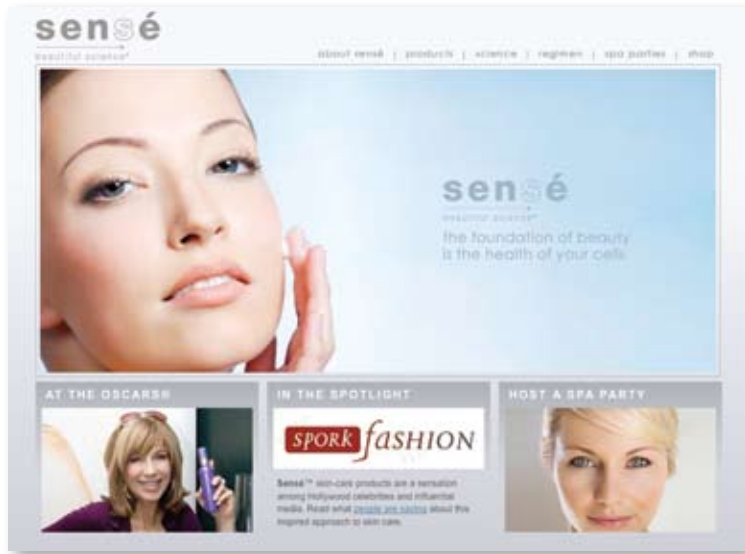 sensé
beautiful science®
about sensé | products | science | regimen | spa parties | shop
sensé
beautiful science®
the foundation of beauty
is the health of your cells
AT THE OSCARS®
IN THE SPOTLIGHT
SPORK fASHION
Sensé™ skin-care products are a sensation
among Hollywood celebrities and influential
media. Read what people are saying about this
inspired approach to skin care.
HOST A SPA PARTY